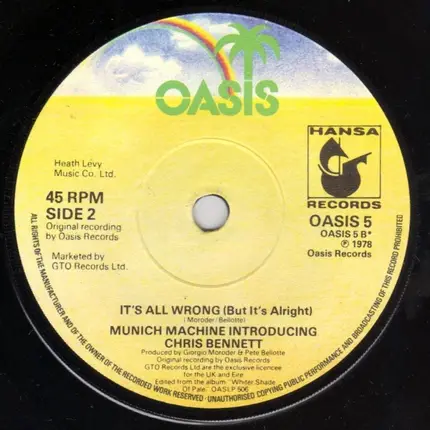 OASIS
HANSA
RECORDS
Heath Levy
Music Co. Ltd.
45 RPM
SIDE 2
Original recording
by Oasis Records
Marketed by
GTO Records Ltd.
OASIS 5
OASIS 5 B*
℗ 1978
Oasis Records
IT'S ALL WRONG (But It's Alright)
(Moroder/Bellotte)
MUNICH MACHINE INTRODUCING
CHRIS BENNETT
Produced by Giorgio Moroder & Pete Bellotte
Original recording by Oasis Records
GTO Records Ltd are the exclusive licencee
for the UK and Eire
Edited from the album "Whiter Shade
Of Pale" OASLP 506
ALL RIGHTS OF THE MANUFACTURER AND OF THE OWNER OF THE RECORDED WORK RESERVED · UNAUTHORISED COPYING PUBLIC PERFORMANCE AND BROADCASTING OF THIS RECORD PROHIBITED